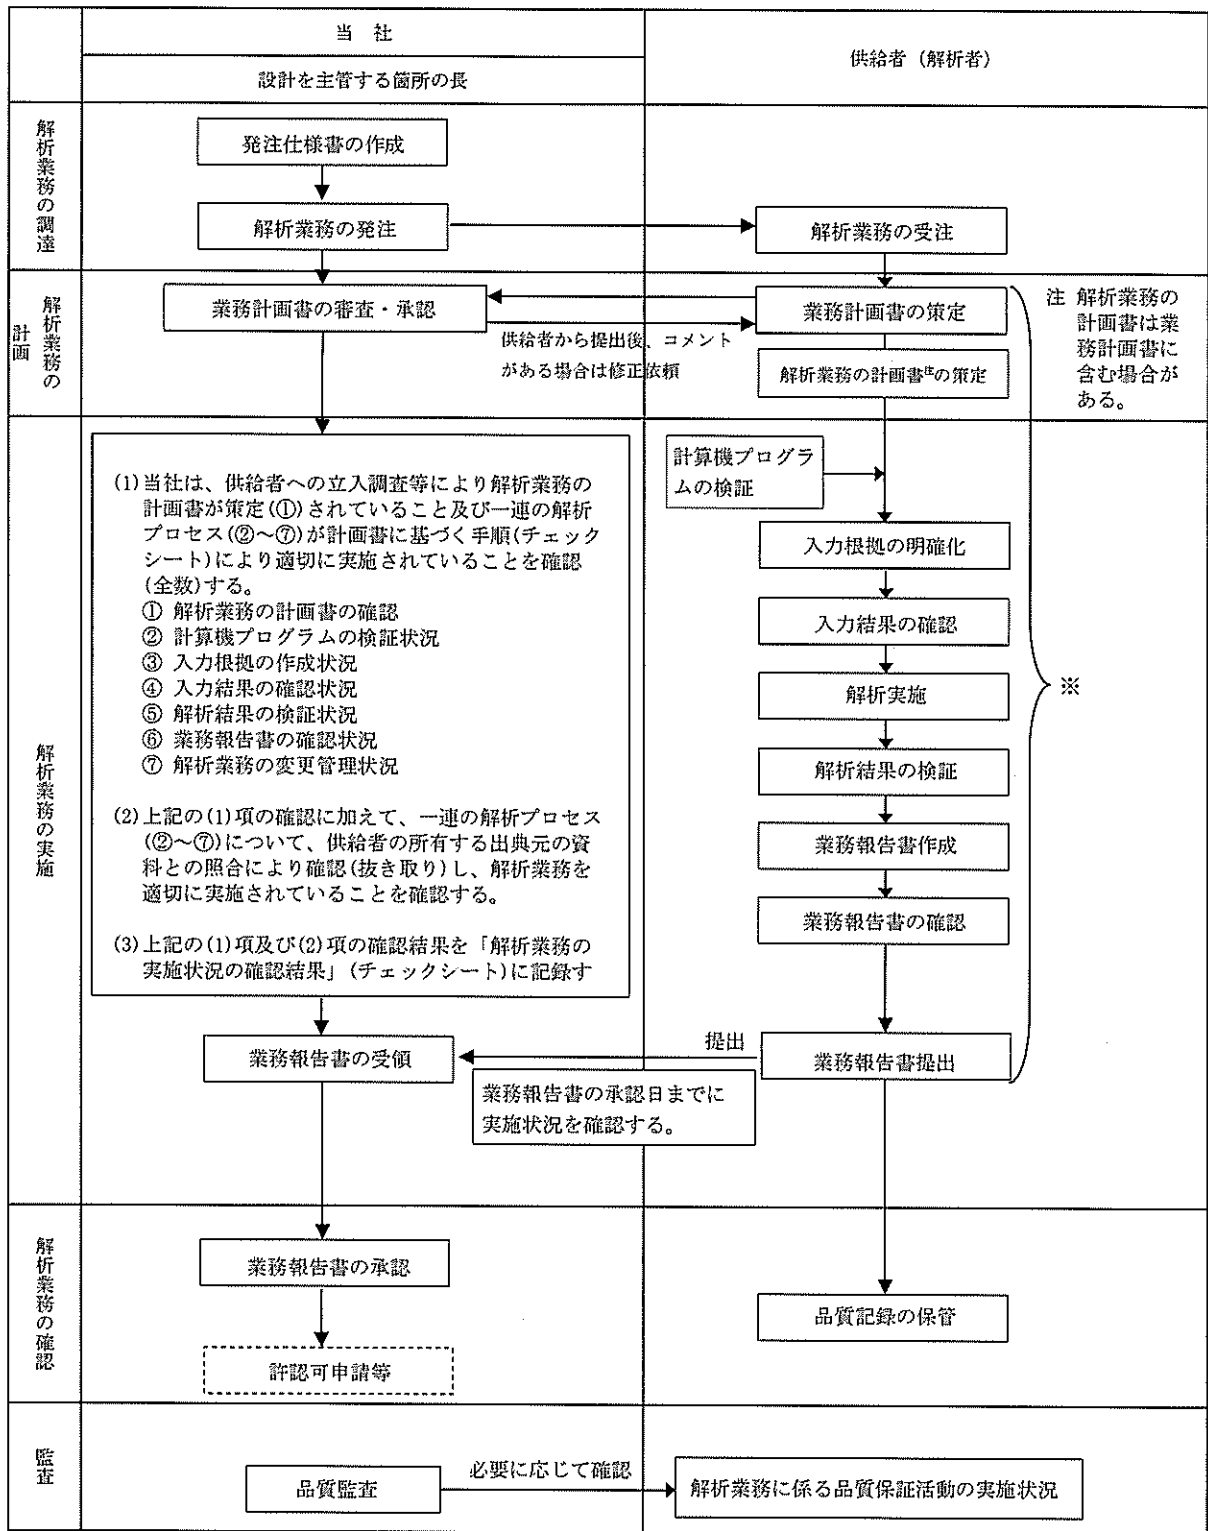 当 社
設計を主管する箇所の長
供給者（解析者）
解析業務の調達
発注仕様書の作成
解析業務の発注
解析業務の受注
解析業務の
計画
業務計画書の審査・承認
業務計画書の策定
供給者から提出後、コメント
がある場合は修正依頼
解析業務の計画書注の策定
注 解析業務の
計画書は業
務計画書に
含む場合が
ある。
解析業務の実施
(1)当社は、供給者への立入調査等により解析業務の
計画書が策定(①)されていること及び一連の解析
プロセス(②～⑦)が計画書に基づく手順(チェック
シート)により適切に実施されていることを確認
(全数)する。
① 解析業務の計画書の確認
② 計算機プログラムの検証状況
③ 入力根拠の作成状況
④ 入力結果の確認状況
⑤ 解析結果の検証状況
⑥ 業務報告書の確認状況
⑦ 解析業務の変更管理状況
(2)上記の(1)項の確認に加えて、一連の解析プロセス
(②～⑦)について、供給者の所有する出典元の資
料との照合により確認(抜き取り)し、解析業務を
適切に実施されていることを確認する。
(3)上記の(1)項及び(2)項の確認結果を「解析業務の
実施状況の確認結果」(チェックシート)に記録す
計算機プログラ
ムの検証
入力根拠の明確化
入力結果の確認
解析実施
解析結果の検証
業務報告書作成
業務報告書の確認
※
業務報告書の受領
提出
業務報告書提出
業務報告書の承認日までに
実施状況を確認する。
解析業務の確認
業務報告書の承認
許認可申請等
品質記録の保管
監査
品質監査
必要に応じて確認
解析業務に係る品質保証活動の実施状況